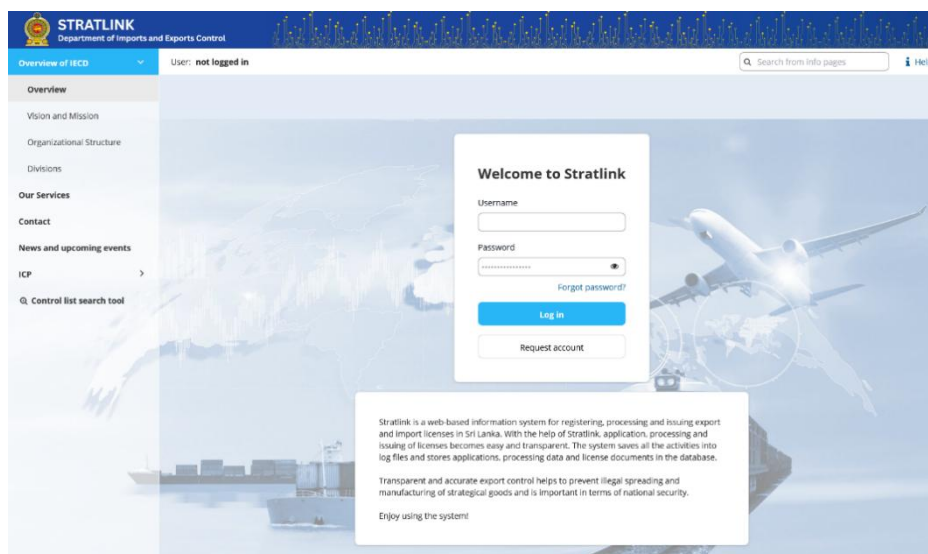 STRATLINK
Department of Imports and Exports Control
Overview of IECD
User: not logged in
Search from info pages
Hel
Overview
Vision and Mission
Organizational Structure
Divisions
Our Services
Contact
News and upcoming events
ICP
Control list search tool
Welcome to Stratlink
Username
Password
Forgot password?
Log in
Request account
Stratlink is a web-based information system for registering, processing and issuing export
and import licenses in Sri Lanka. With the help of Stratlink, application, processing and
issuing of licenses becomes easy and transparent. The system saves all the activities into
log files and stores applications, processing data and license documents in the database.
Transparent and accurate export control helps to prevent illegal spreading and
manufacturing of strategical goods and is important in terms of national security.
Enjoy using the system!